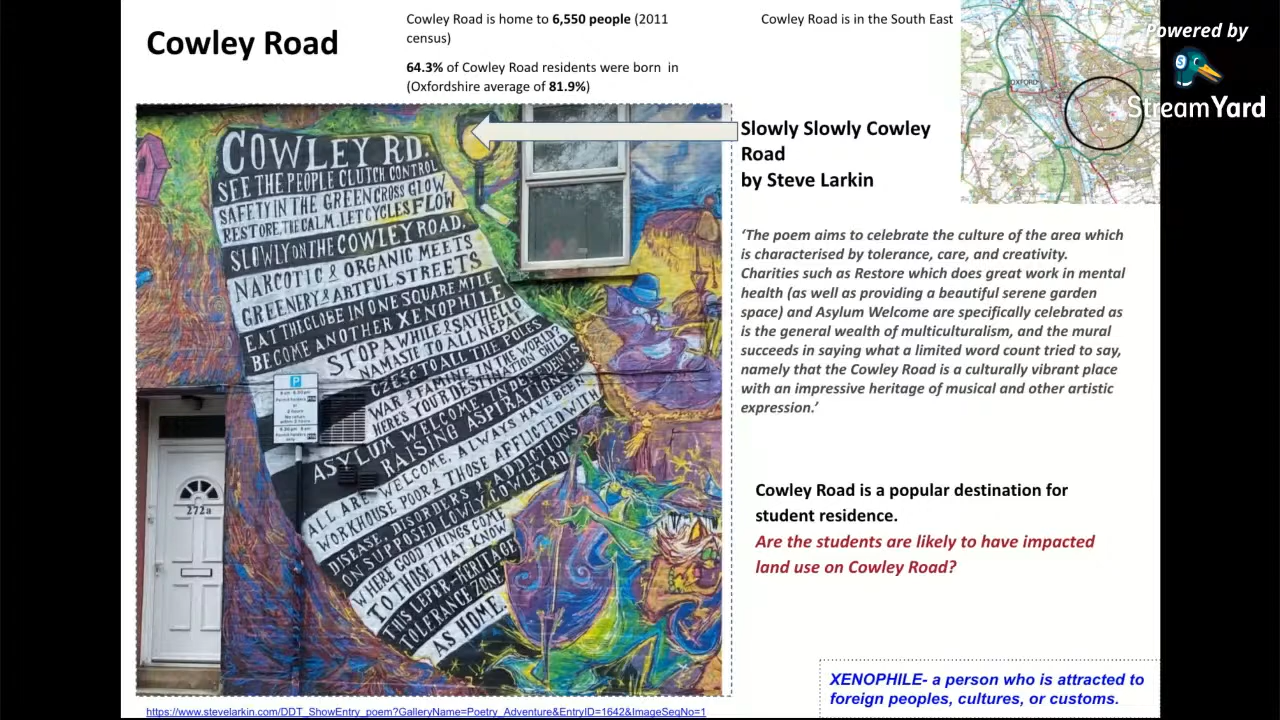 Cowley Road
Cowley Road is home to 6,550 people (2011
census)
64.3% of Cowley Road residents were born  in
(Oxfordshire average of 81.9%)
Cowley Road is in the South East
OXFORD
Powered by
StreamYard
COWLEY RD.
SEE THE PEOPLE CLUTCH CONTROL
SAFETY IN THE GREEN CROSS GLOW
RESTORE, THE CALM. LET CYCLES FLOW
SLOWLY ON THE COWLEY ROAD.
NARCOTIC & ORGANIC MEETS
GREENERY & ARTFUL STREETS
EAT THE GLOBE IN ONE SQUARE MILE
BECOME ANOTHER XENOPHILE
STOP A WHILE & SAY HELLO
NAMASTE TO ALL NEPAL
CZESC TO ALL THE POLES
WAR & FAMINE IN THE WORLD?
HERE'S YOUR DESTINATION CHILD
ASYLUM WELCOME, INDEPENDENTS
RAISING ASPIRATIONS
ALL ARE WELCOME, ALWAYS HAVE BEEN
WORKHOUSE POOR & THOSE AFFLICTED WITH
DISEASE, DISORDERS & ADDICTIONS
ON SUPPOSED LOWLY COWLEY RD
WHERE GOOD THINGS COME
TO THOSE THAT KNOW
THIS LEPER-HERITAGE
TOLERANCE ZONE
AS HOME.
P
272a
Slowly Slowly Cowley
Road
by Steve Larkin
‘The poem aims to celebrate the culture of the area which
is characterised by tolerance, care, and creativity.
Charities such as Restore which does great work in mental
health (as well as providing a beautiful serene garden
space) and Asylum Welcome are specifically celebrated as
is the general wealth of multiculturalism, and the mural
succeeds in saying what a limited word count tried to say,
namely that the Cowley Road is a culturally vibrant place
with an impressive heritage of musical and other artistic
expression.’
Cowley Road is a popular destination for
student residence.
Are the students are likely to have impacted
land use on Cowley Road?
XENOPHILE- a person who is attracted to
foreign peoples, cultures, or customs.
https://www.stevelarkin.com/DDT_ShowEntry_poem?GalleryName=Poetry_Adventure&EntryID=1642&ImageSeqNo=1